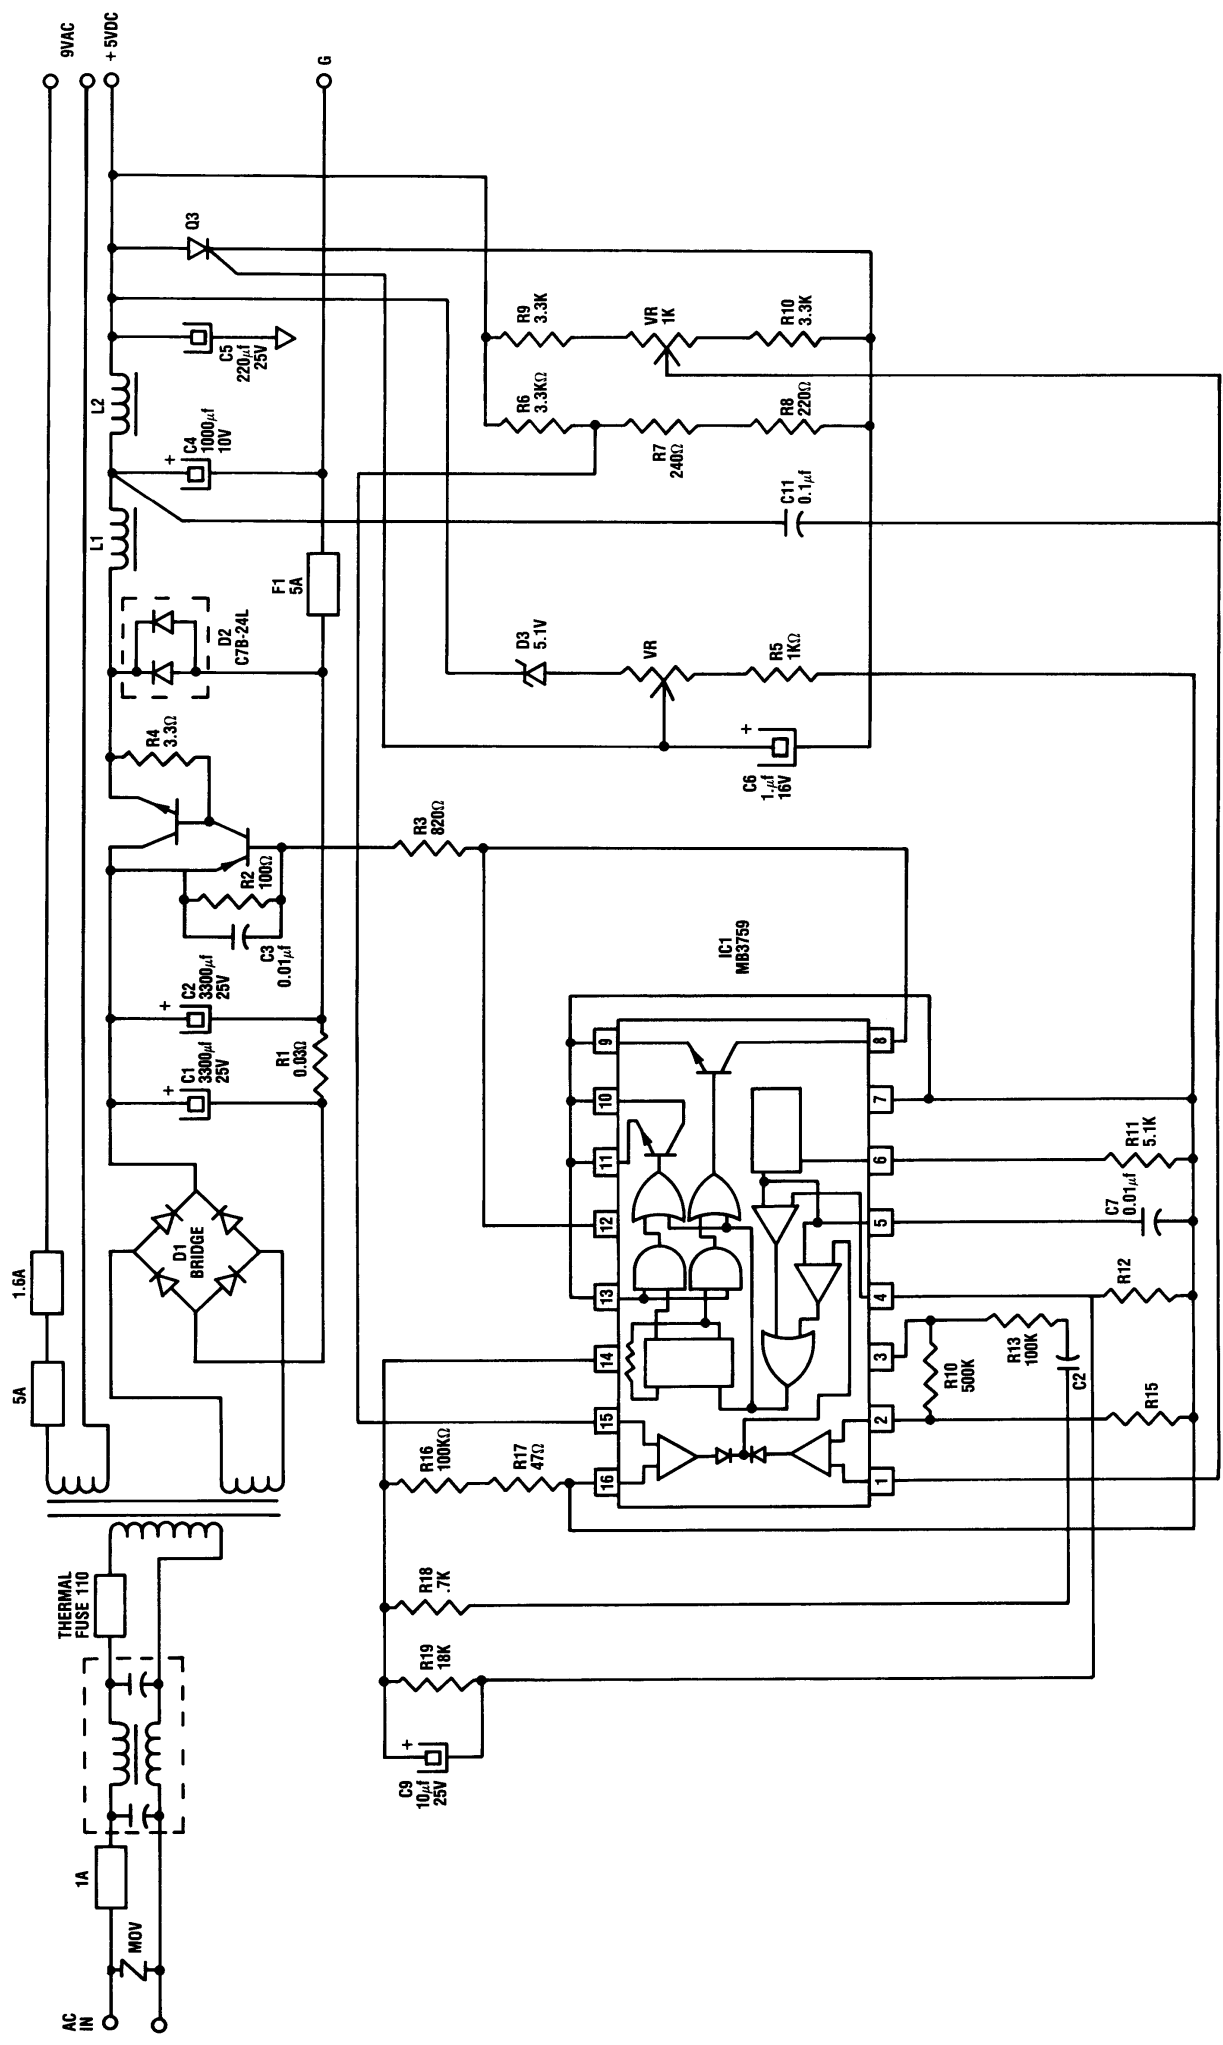 AC
IN
MOV
1A
THERMAL
FUSE 110
5A
1.6A
9VAC
+ 5VDC
G
D1
BRIDGE
+
C1
3300µf
25V
+
C2
3300µf
25V
R1
0.03Ω
C3
0.01µf
R2
100Ω
R4
3.3Ω
D2
C7B-24L
L1
F1
5A
+
C4
1000µf
10V
L2
C5
220µf
25V
Q3
R3
820Ω
D3
5.1V
VR
R5
1KΩ
+
C6
1.µf
16V
C11
0.1µf
R6
3.3KΩ
R7
240Ω
R8
220Ω
R9
3.3K
VR
1K
R10
3.3K
IC1
MB3759
16
15
14
13
12
11
10
9
1
2
3
4
5
6
7
8
+
C9
10µf
25V
R19
18K
R18
.7K
R16
100KΩ
R17
47Ω
R15
R10
500K
R13
100K
C2
R12
C7
0.01µf
R11
5.1K